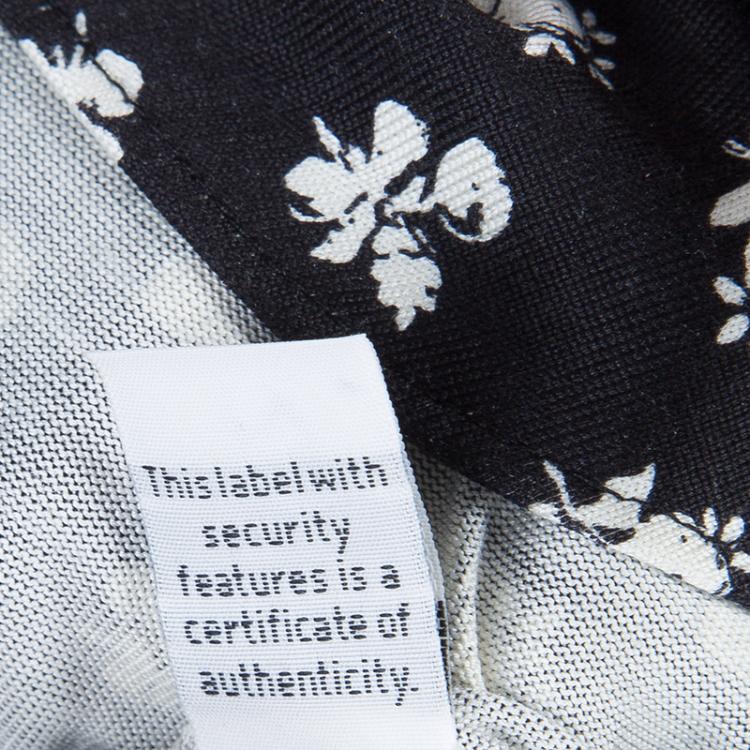 This label with
security
features is a
certificate of
authenticity.